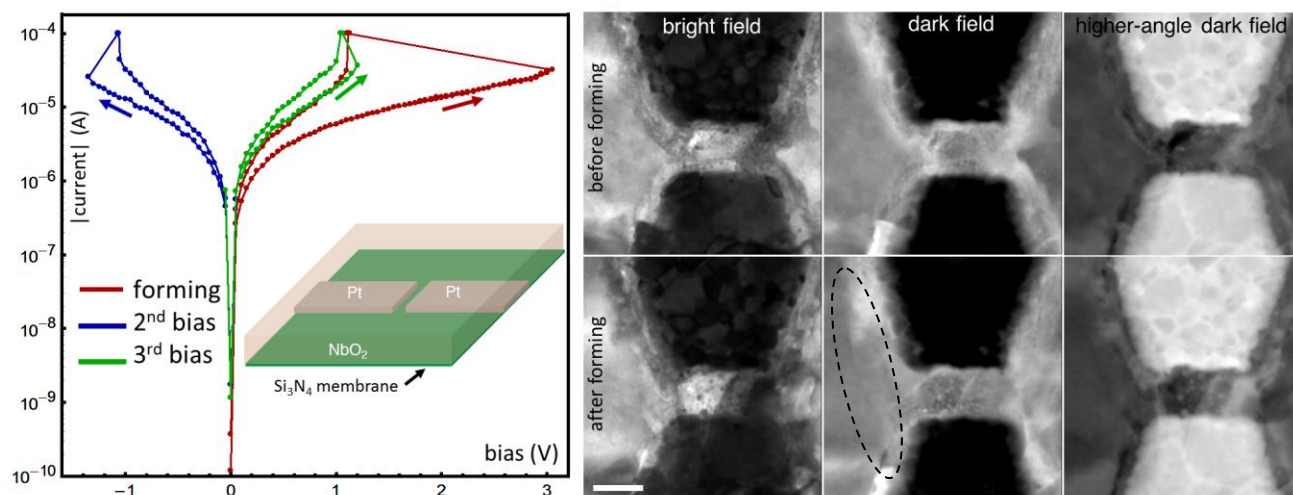 10⁻⁴
10⁻⁵
10⁻⁶
10⁻⁷
10⁻⁸
10⁻⁹
10⁻¹⁰
|current| (A)
forming
2ⁿᵈ bias
3ʳᵈ bias
Pt
Pt
NbO₂
Si₃N₄ membrane
bias (V)
−1
0
1
2
3
bright field
dark field
higher-angle dark field
before forming
after forming